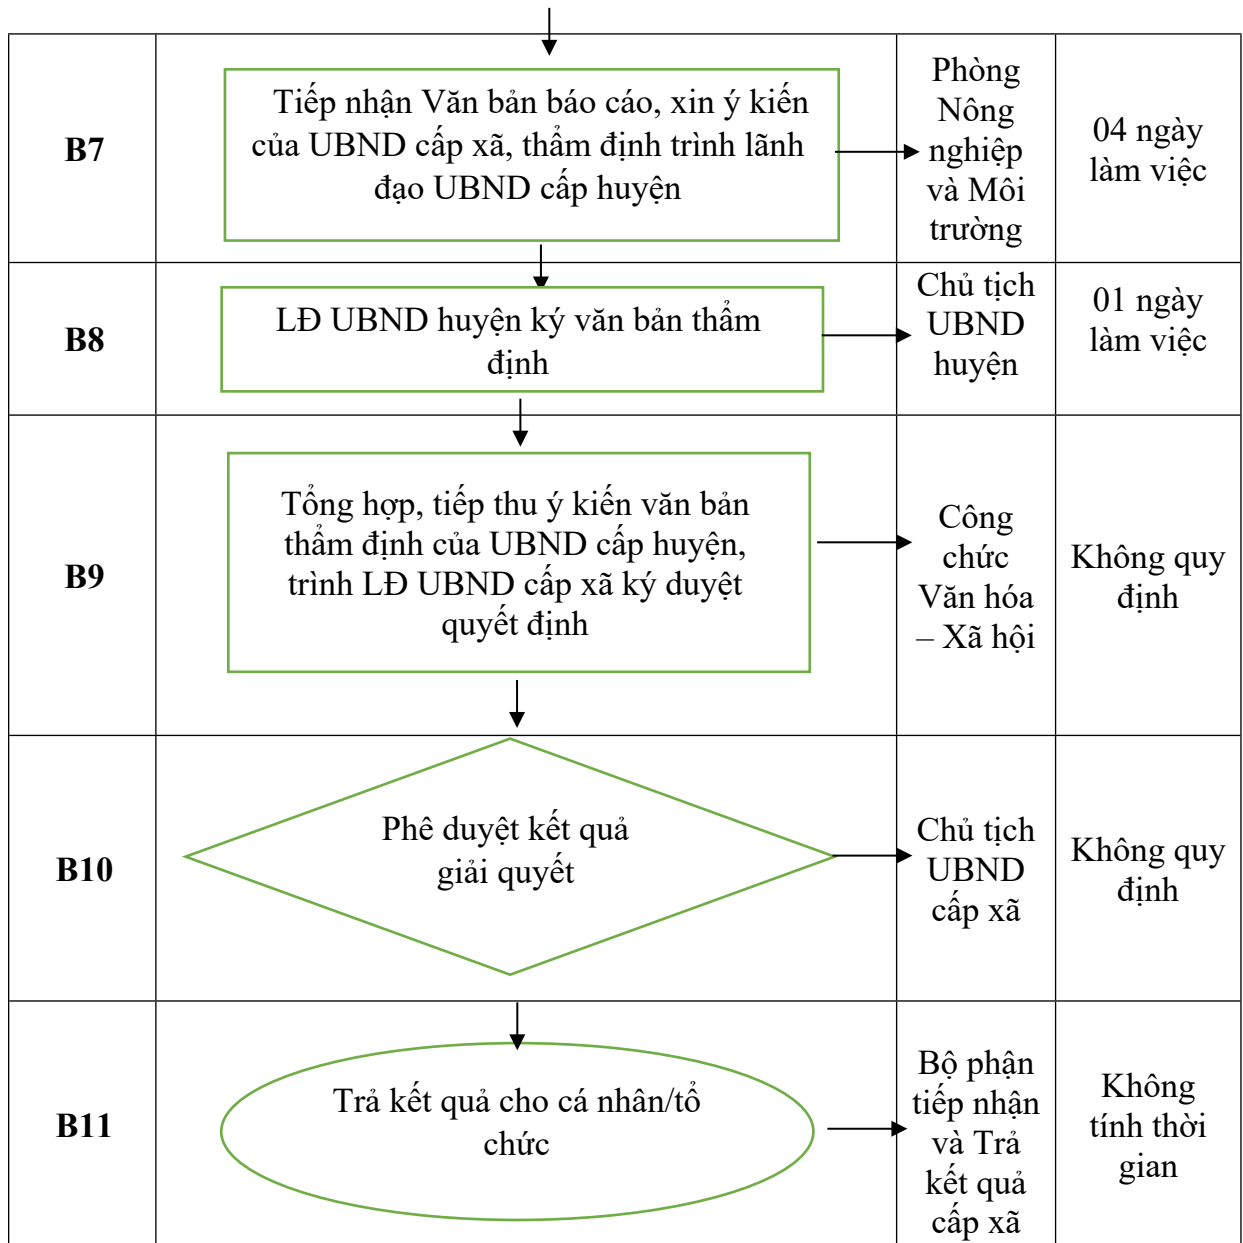 B7
Tiếp nhận Văn bản báo cáo, xin ý kiến
của UBND cấp xã, thẩm định trình lãnh
đạo UBND cấp huyện
Phòng
Nông
nghiệp
và Môi
trường
04 ngày
làm việc
B8
LĐ UBND huyện ký văn bản thẩm
định
Chủ tịch
UBND
huyện
01 ngày
làm việc
B9
Tổng hợp, tiếp thu ý kiến văn bản
thẩm định của UBND cấp huyện,
trình LĐ UBND cấp xã ký duyệt
quyết định
Công
chức
Văn hóa
– Xã hội
Không quy
định
B10
Phê duyệt kết quả
giải quyết
Chủ tịch
UBND
cấp xã
Không quy
định
B11
Trả kết quả cho cá nhân/tổ
chức
Bộ phận
tiếp nhận
và Trả
kết quả
cấp xã
Không
tính thời
gian